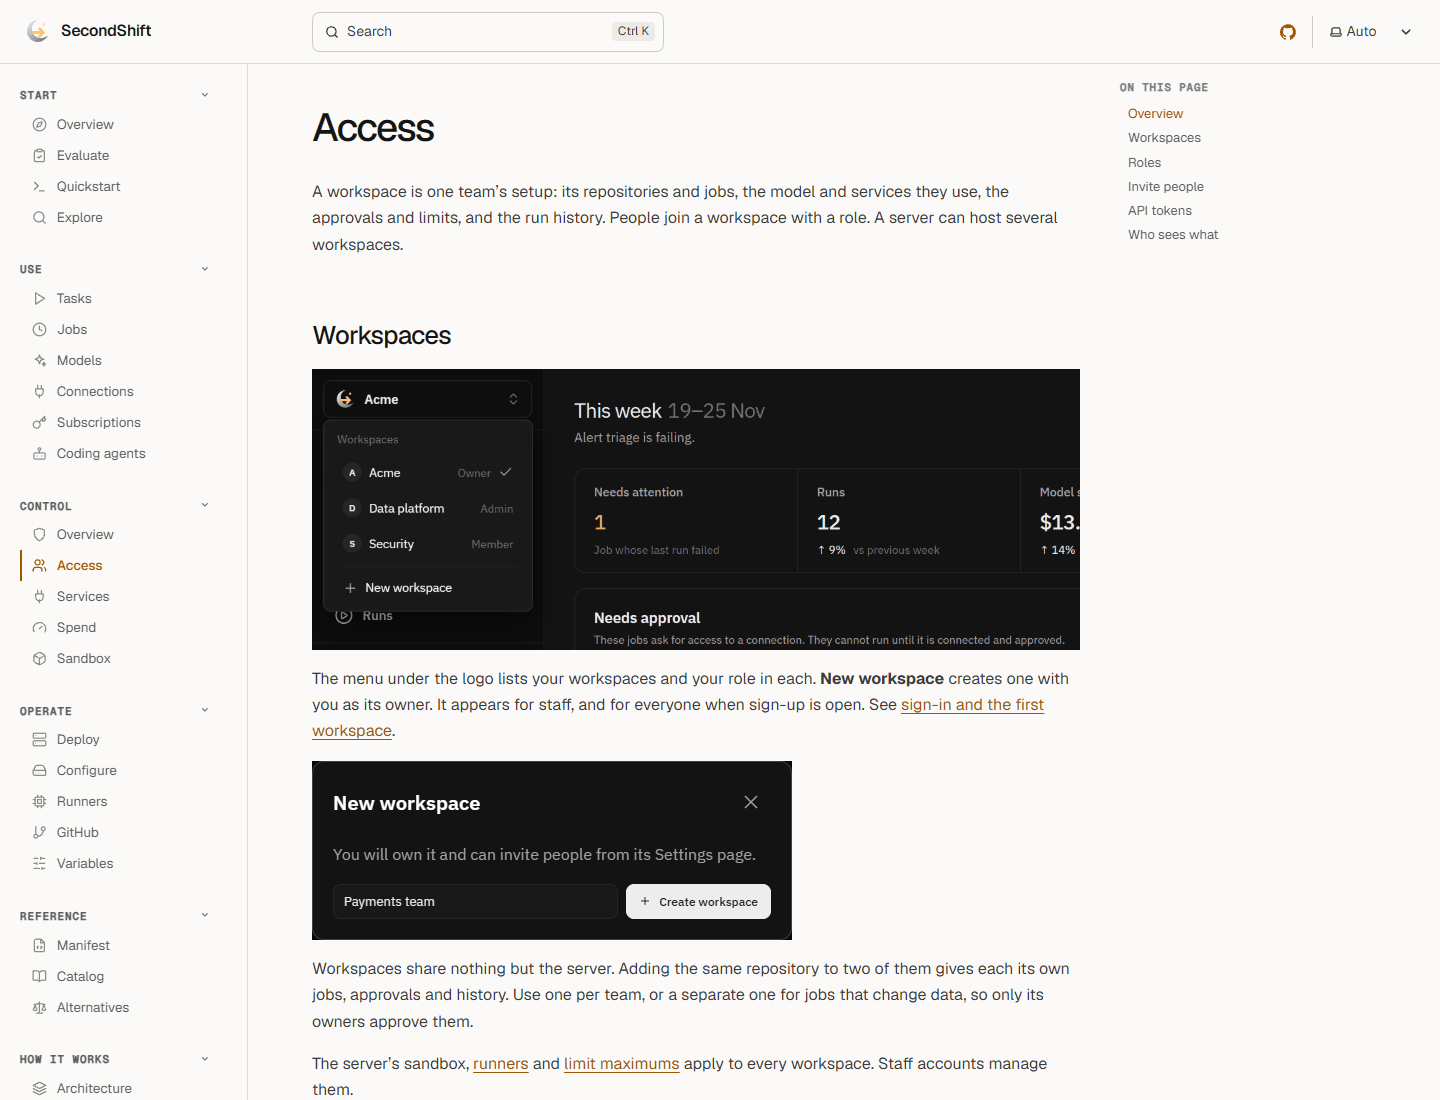 SecondShift
Search
Ctrl K
Auto
START
Overview
Evaluate
Quickstart
Explore
USE
Tasks
Jobs
Models
Connections
Subscriptions
Coding agents
CONTROL
Overview
Access
Services
Spend
Sandbox
OPERATE
Deploy
Configure
Runners
GitHub
Variables
REFERENCE
Manifest
Catalog
Alternatives
HOW IT WORKS
Architecture
Access
A workspace is one team’s setup: its repositories and jobs, the model and services they use, the
approvals and limits, and the run history. People join a workspace with a role. A server can host several
workspaces.
Workspaces
Acme
Workspaces
A Acme Owner
D Data platform Admin
S Security Member
New workspace
Runs
This week 19–25 Nov
Alert triage is failing.
Needs attention
1
Job whose last run failed
Runs
12
↑ 9% vs previous week
Model s
$13.
↑ 14%
Needs approval
These jobs ask for access to a connection. They cannot run until it is connected and approved.
The menu under the logo lists your workspaces and your role in each. New workspace creates one with
you as its owner. It appears for staff, and for everyone when sign-up is open. See sign-in and the first
workspace.
New workspace
You will own it and can invite people from its Settings page.
Payments team
+ Create workspace
Workspaces share nothing but the server. Adding the same repository to two of them gives each its own
jobs, approvals and history. Use one per team, or a separate one for jobs that change data, so only its
owners approve them.
The server’s sandbox, runners and limit maximums apply to every workspace. Staff accounts manage
them.
ON THIS PAGE
Overview
Workspaces
Roles
Invite people
API tokens
Who sees what